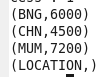 (BNG,6000)
(CHN,4500)
(MUM,7200)
(LOCATION,)